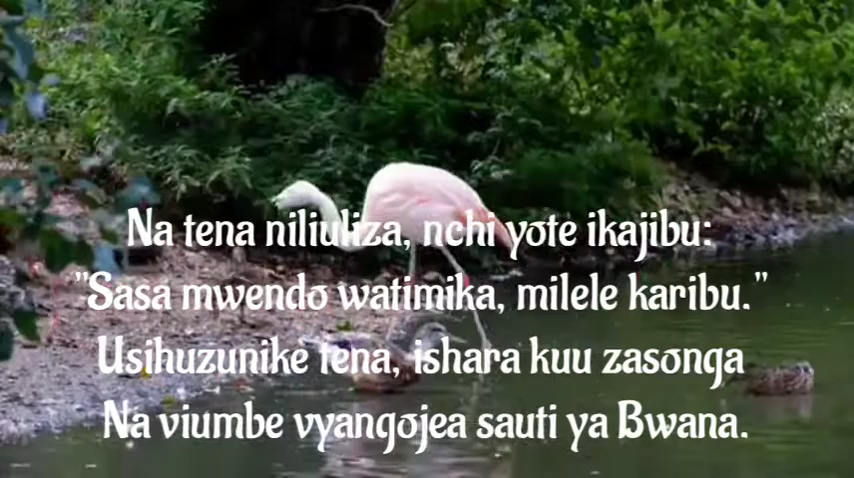 Na tena niliuliza, nchi yote ikajibu:
"Sasa mwendo watimika, milele karibu."
Usihuzunike tena, ishara kuu zasonga
Na viumbe vyangojea sauti ya Bwana.